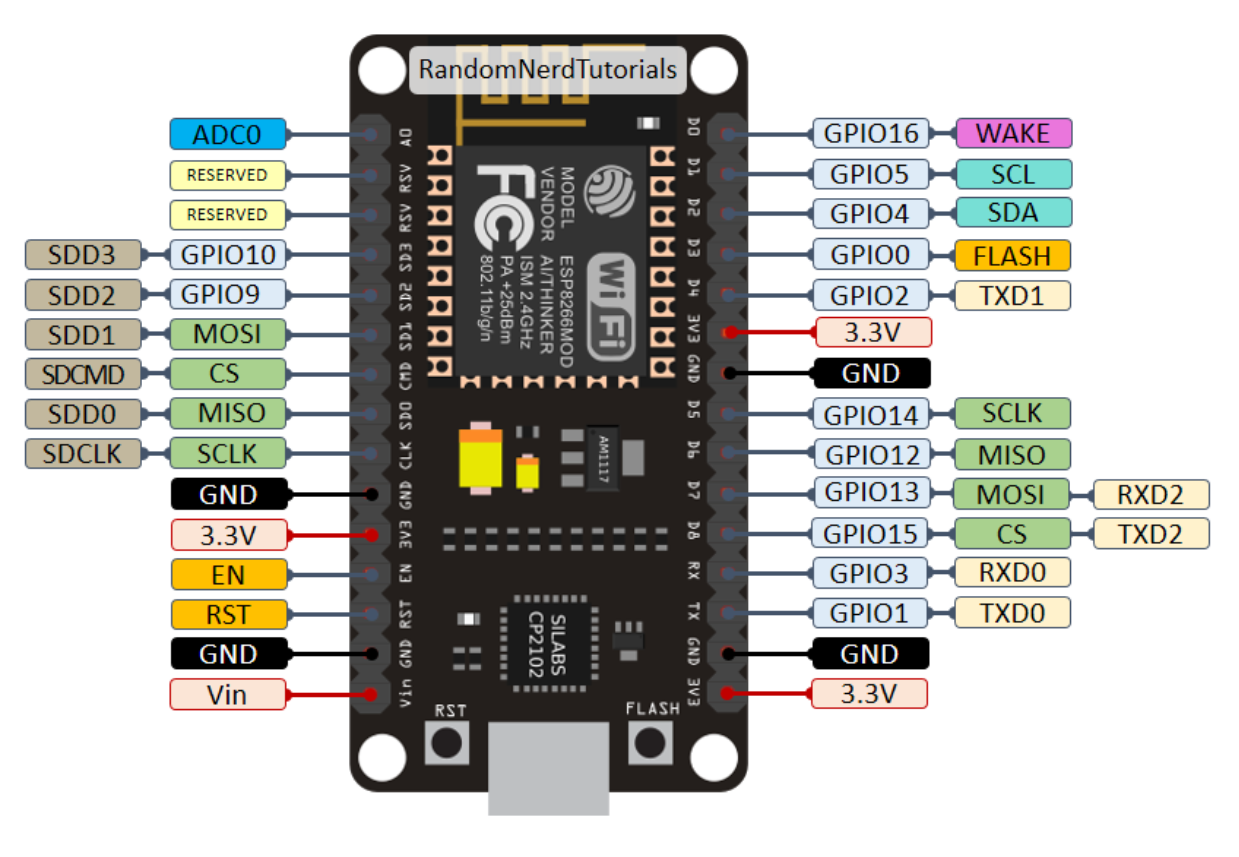 RandomNerdTutorials
ADC0
RESERVED
RESERVED
SDD3 GPIO10
SDD2 GPIO9
SDD1 MOSI
SDCMD CS
SDD0 MISO
SDCLK SCLK
GND
3.3V
EN
RST
GND
Vin
A0
RSV
RSV
SD3
SD2
SD1
CMD
SD0
CLK
GND
3V3
EN
RST
GND
Vin
MODEL
VENDOR
ESP8266MOD
AI/THINKER
ISM 2.4GHz
PA +25dBm
802.11b/g/n
FC
Wi Fi
AM1117
SILABS
CP2102
RST
FLASH
D0
D1
D2
D3
D4
3V3
GND
D5
D6
D7
D8
RX
TX
GND
3V3
GPIO16 WAKE
GPIO5 SCL
GPIO4 SDA
GPIO0 FLASH
GPIO2 TXD1
3.3V
GND
GPIO14 SCLK
GPIO12 MISO
GPIO13 MOSI RXD2
GPIO15 CS TXD2
GPIO3 RXD0
GPIO1 TXD0
GND
3.3V